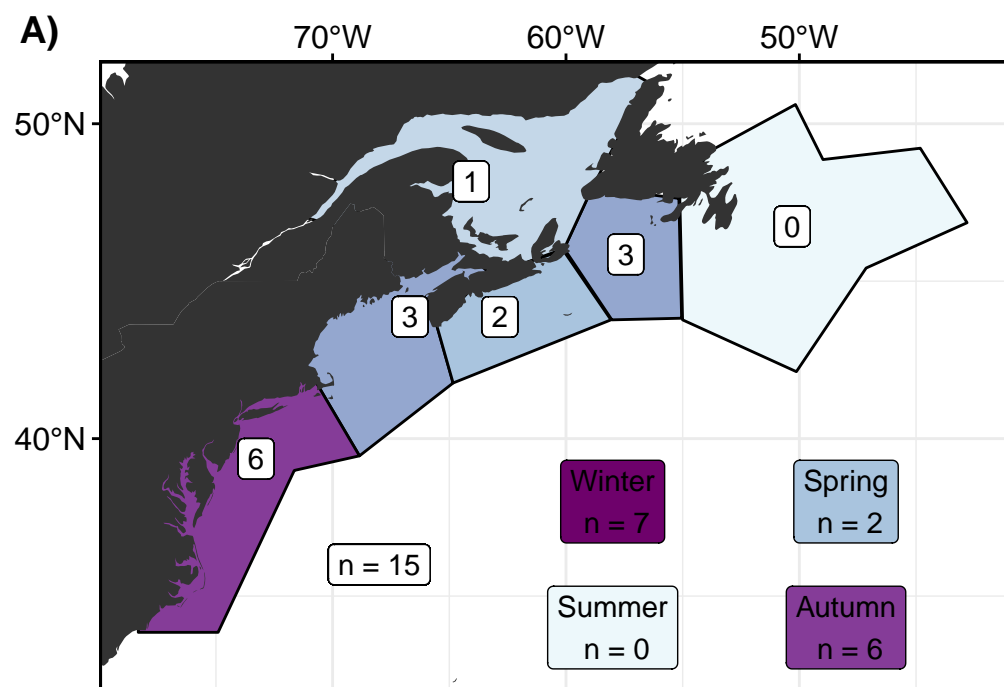 A)
70°W 60°W 50°W
50°N
1
0
3
3
2
40°N
6
Winter
n = 7
Spring
n = 2
n = 15
Summer
n = 0
Autumn
n = 6